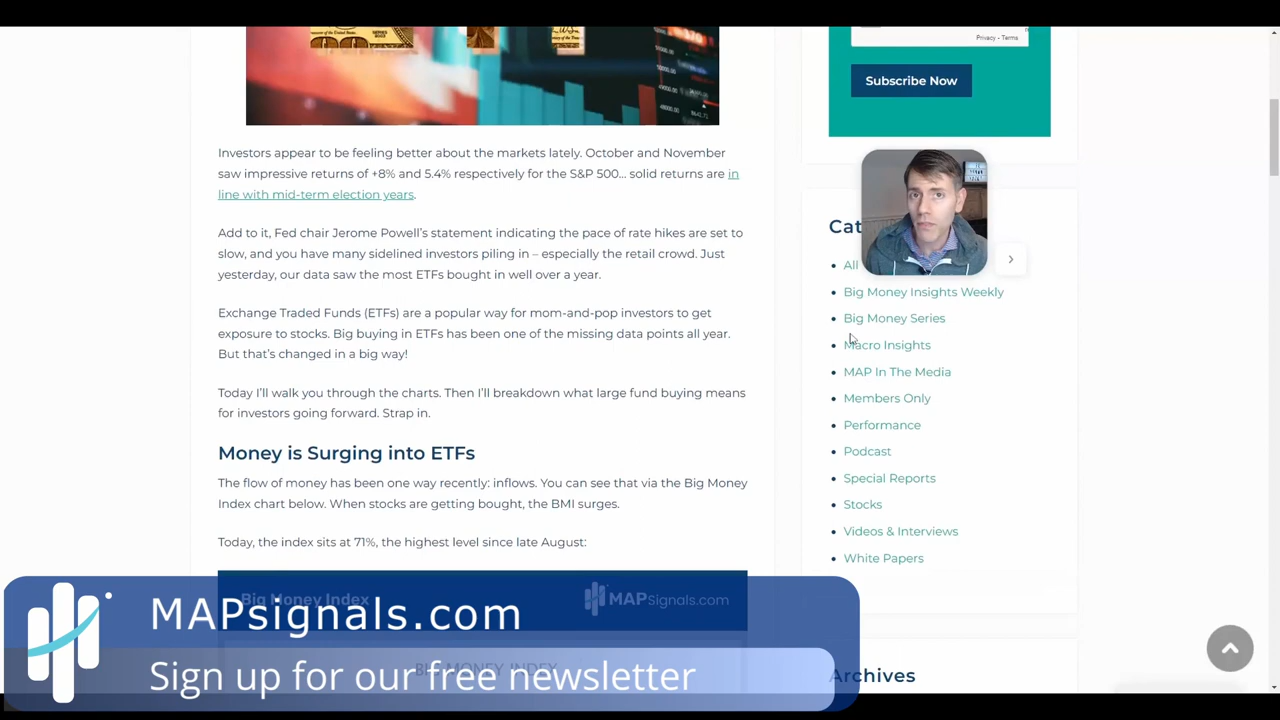 Privacy - Terms
Subscribe Now
Investors appear to be feeling better about the markets lately. October and November
saw impressive returns of +8% and 5.4% respectively for the S&P 500… solid returns are in
line with mid-term election years.
Add to it, Fed chair Jerome Powell's statement indicating the pace of rate hikes are set to
slow, and you have many sidelined investors piling in – especially the retail crowd. Just
yesterday, our data saw the most ETFs bought in well over a year.
Exchange Traded Funds (ETFs) are a popular way for mom-and-pop investors to get
exposure to stocks. Big buying in ETFs has been one of the missing data points all year.
But that's changed in a big way!
Today I'll walk you through the charts. Then I'll breakdown what large fund buying means
for investors going forward. Strap in.
Money is Surging into ETFs
The flow of money has been one way recently: inflows. You can see that via the Big Money
Index chart below. When stocks are getting bought, the BMI surges.
Today, the index sits at 71%, the highest level since late August:
Big Money Index
MAPSignals.com
BIG MONEY INDEX
Cat
All
Big Money Insights Weekly
Big Money Series
Macro Insights
MAP In The Media
Members Only
Performance
Podcast
Special Reports
Stocks
Videos & Interviews
White Papers
Archives
MAPsignals.com
Sign up for our free newsletter